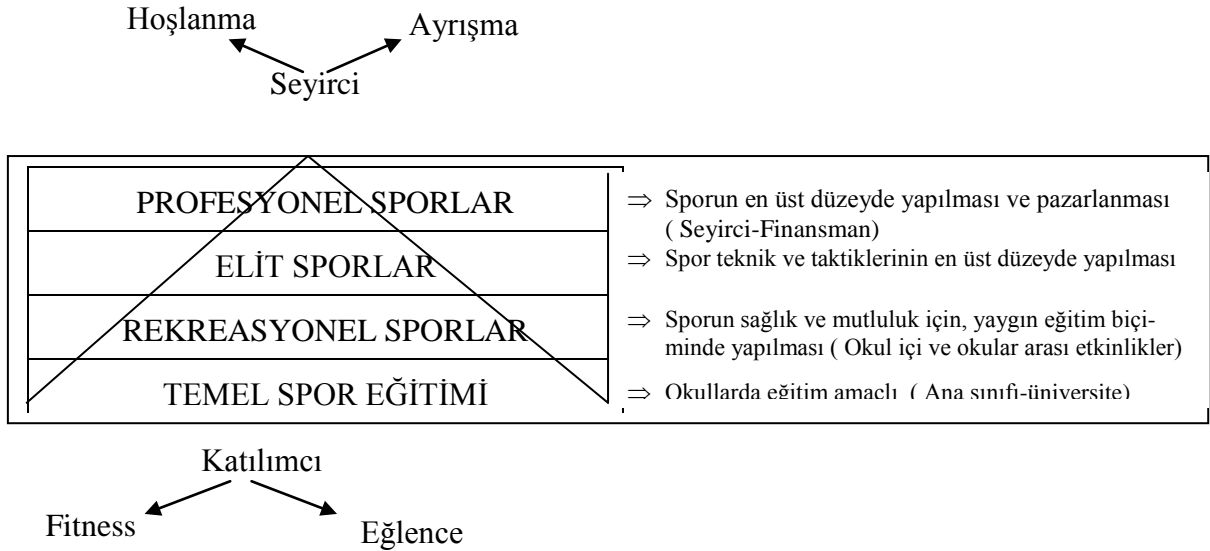 Hoşlanma Ayrışma
Seyirci
PROFESYONEL SPORLAR
⇒ Sporun en üst düzeyde yapılması ve pazarlanması
( Seyirci-Finansman)
ELİT SPORLAR
⇒ Spor teknik ve taktiklerinin en üst düzeyde yapılması
REKREASYONEL SPORLAR
⇒ Sporun sağlık ve mutluluk için, yaygın eğitim biçi-
minde yapılması ( Okul içi ve okular arası etkinlikler)
TEMEL SPOR EĞİTİMİ
⇒ Okullarda eğitim amaçlı ( Ana sınıfı-üniversite)
Katılımcı
Fitness Eğlence